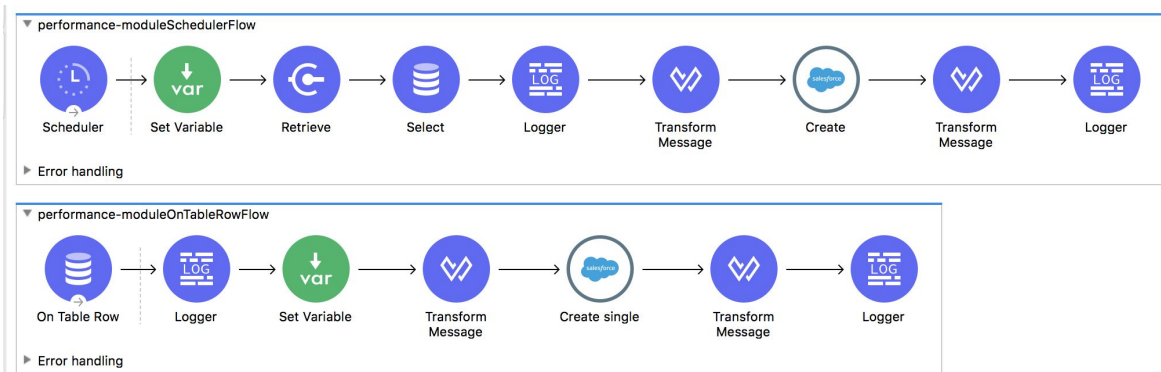 performance-moduleSchedulerFlow
L
var
LOG
salesforce
LOG
Scheduler
Set Variable
Retrieve
Select
Logger
Transform
Message
Create
Transform
Message
Logger
Error handling
performance-moduleOnTableRowFlow
LOG
var
salesforce
LOG
On Table Row
Logger
Set Variable
Transform
Message
Create single
Transform
Message
Logger
Error handling